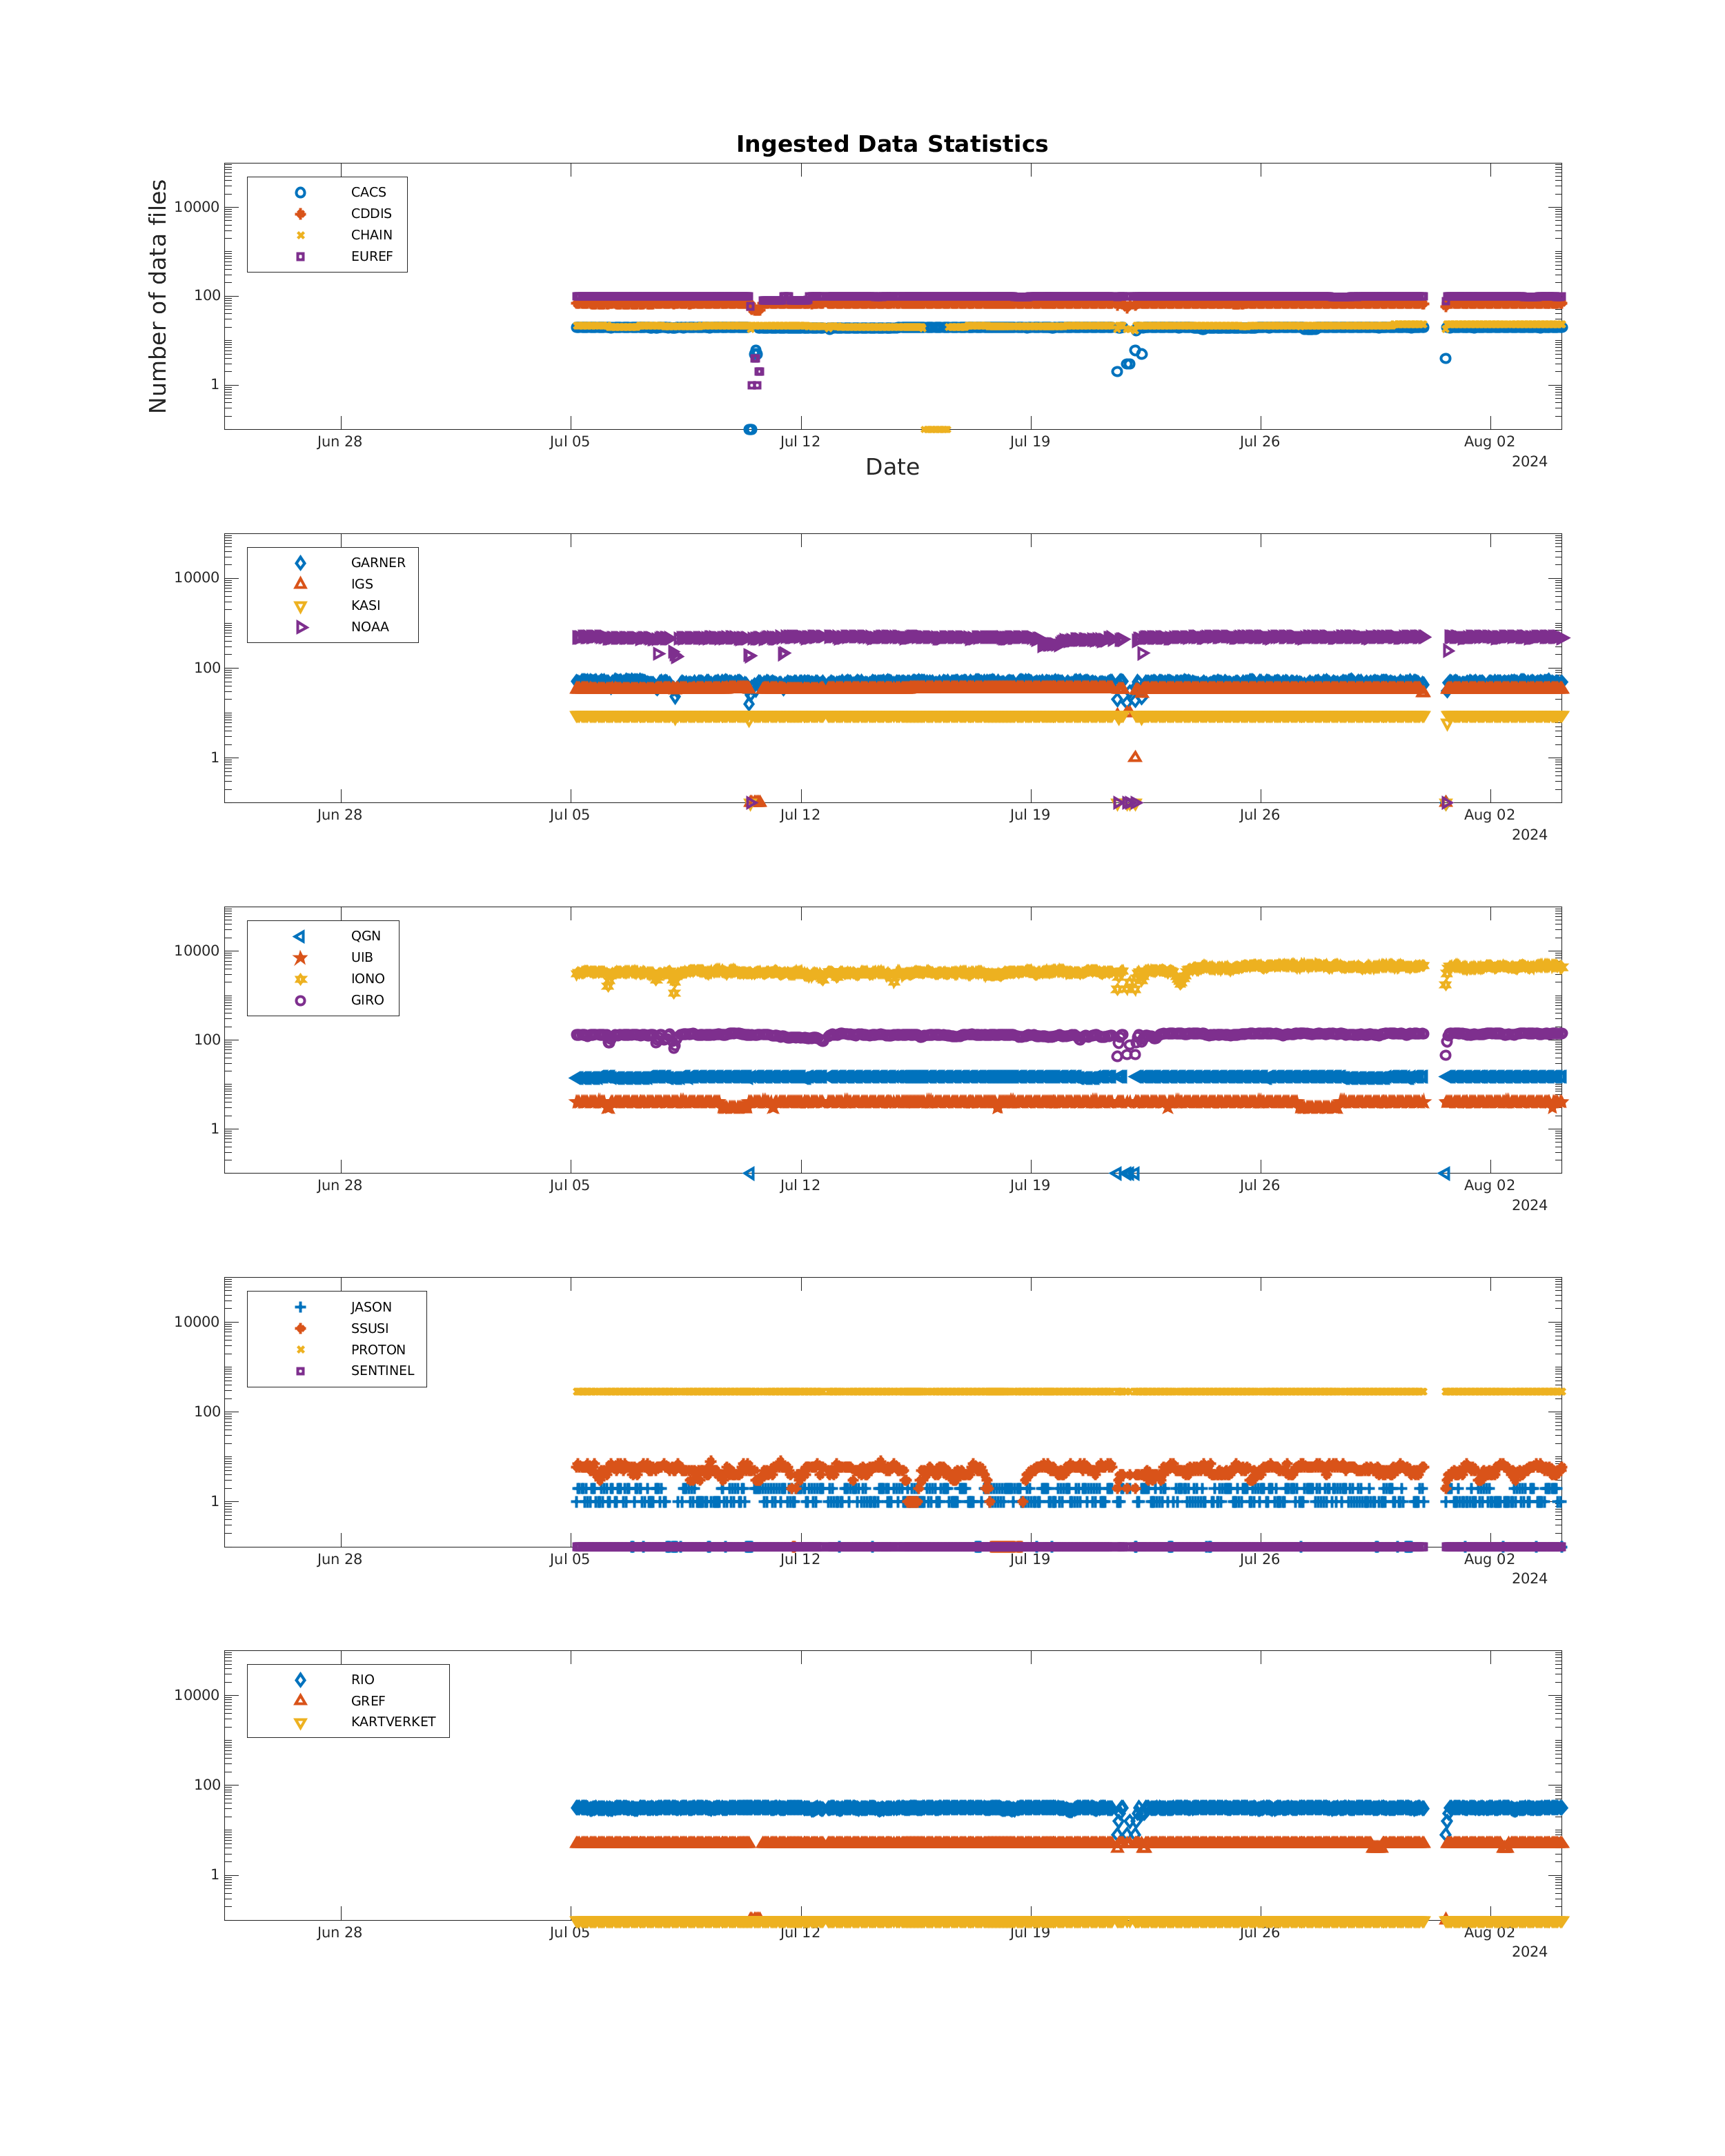 Ingested Data Statistics
Number of data files
CACS
CDDIS
CHAIN
EUREF
10000
100
1
Jun 28 Jul 05 Jul 12 Jul 19 Jul 26 Aug 02
2024
Date
GARNER
IGS
KASI
NOAA
10000
100
1
Jun 28 Jul 05 Jul 12 Jul 19 Jul 26 Aug 02
2024
QGN
UIB
IONO
GIRO
10000
100
1
Jun 28 Jul 05 Jul 12 Jul 19 Jul 26 Aug 02
2024
JASON
SSUSI
PROTON
SENTINEL
10000
100
1
Jun 28 Jul 05 Jul 12 Jul 19 Jul 26 Aug 02
2024
RIO
GREF
KARTVERKET
10000
100
1
Jun 28 Jul 05 Jul 12 Jul 19 Jul 26 Aug 02
2024